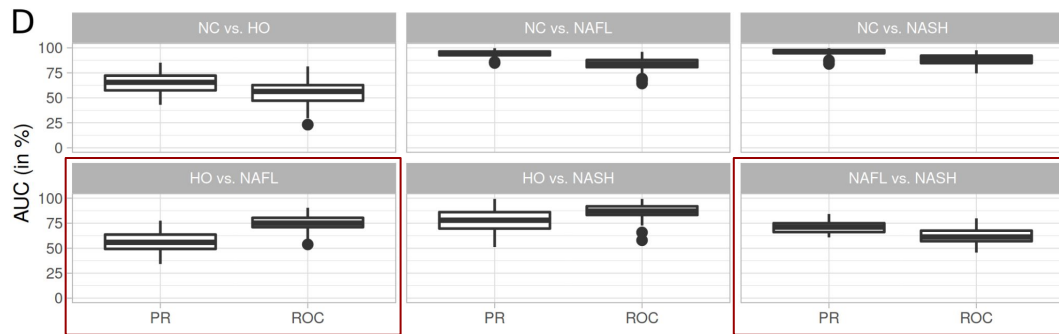 D
NC vs. HO NC vs. NAFL NC vs. NASH
100
75
50
25
0
HO vs. NAFL HO vs. NASH NAFL vs. NASH
100
75
50
25
0
AUC (in %)
PR ROC PR ROC PR ROC